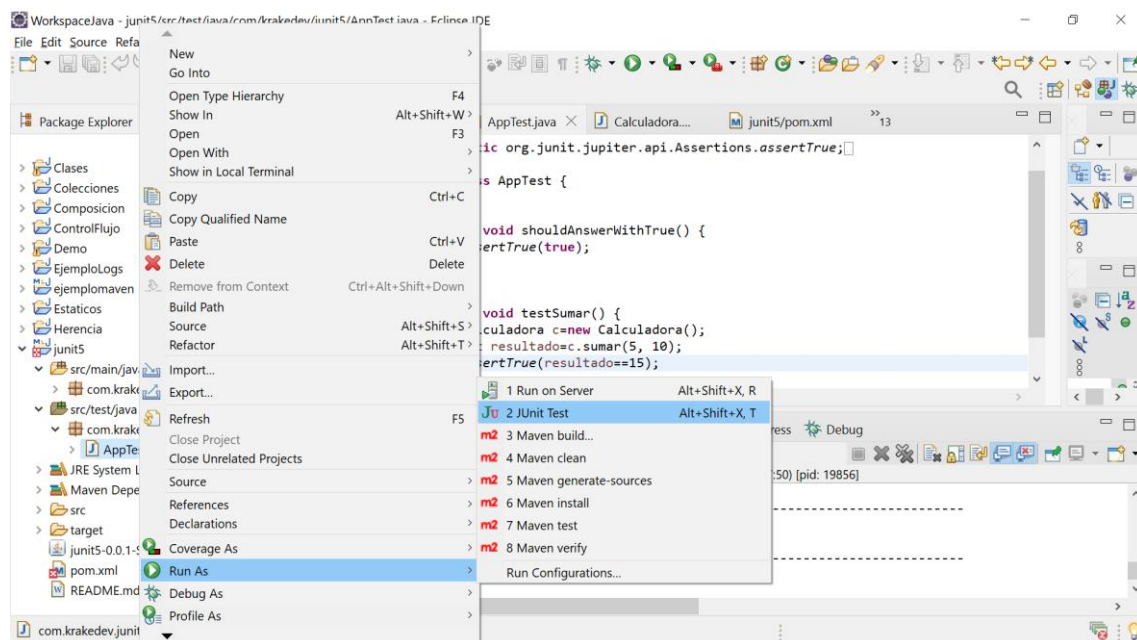 WorkspaceJava - junit5/src/test/java/com/krakedev/junit5/AppTest.java - Eclipse IDE
File Edit Source Refa
Package Explorer
AppTest.java
Calculadora....
junit5/pom.xml
13
Clases
Colecciones
Composicion
ControlFlujo
Demo
EjemploLogs
ejemplomaven
Estaticos
Herencia
junit5
src/main/jav
com.krake
src/test/java
com.krake
AppTe
JRE System L
Maven Depe
src
target
junit5-0.0.1-S
pom.xml
README.md
com.krakedev.junit
New
Go Into
Open Type Hierarchy F4
Show In Alt+Shift+W
Open F3
Open With
Show in Local Terminal
Copy Ctrl+C
Copy Qualified Name
Paste Ctrl+V
Delete Delete
Remove from Context Ctrl+Alt+Shift+Down
Build Path
Source Alt+Shift+S
Refactor Alt+Shift+T
Import...
Export...
Refresh F5
Close Project
Close Unrelated Projects
Source
References
Declarations
Coverage As
Run As
Debug As
Profile As
tic org.junit.jupiter.api.Assertions.assertTrue;
ss AppTest {
void shouldAnswerWithTrue() {
sertTrue(true);
void testSumar() {
culadora c=new Calculadora();
resultado=c.sumar(5, 10);
sertTrue(resultado==15);
1 Run on Server Alt+Shift+X, R
2 JUnit Test Alt+Shift+X, T
3 Maven build...
4 Maven clean
5 Maven generate-sources
6 Maven install
7 Maven test
8 Maven verify
Run Configurations...
ress
Debug
:50) [pid: 19856]
------------------------
------------------------